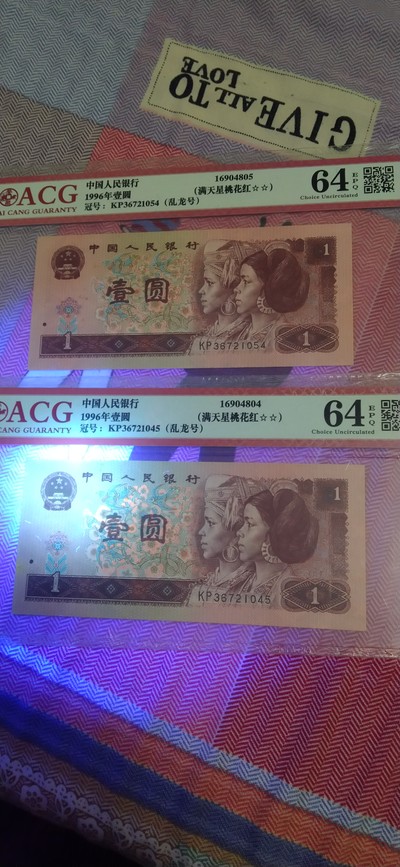 GIVE ALL TO
LOVE
ACG
AI CANG GUARANTY
中国人民银行
1996年壹圆
冠号：KP36721054（乱龙号）
16904805
（满天星桃花红☆☆）
64
EPQ
Choice Uncirculated
中国人民银行
1
壹圆
KP36721054
1
1
ACG
CANG GUARANTY
中国人民银行
1996年壹圆
冠号：KP36721045（乱龙号）
16904804
（满天星桃花红☆☆）
64
EPQ
Choice Uncirculated
中国人民银行
1
壹圆
KP36721045
1
1